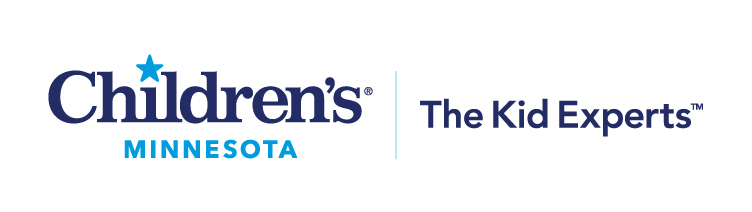 Children's®
MINNESOTA
The Kid Experts™